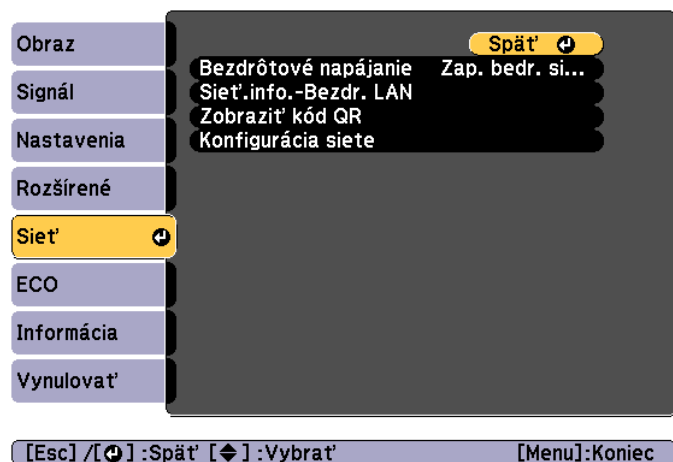 Obraz
Signál
Nastavenia
Rozšírené
Sieť
ECO
Informácia
Vynulovať
Späť
Bezdrôtové napájanie Zap. bedr. si...
Sieť.info.-Bezdr. LAN
Zobraziť kód QR
Konfigurácia siete
[Esc] /[ ] :Späť [ ] :Vybrať [Menu]:Koniec